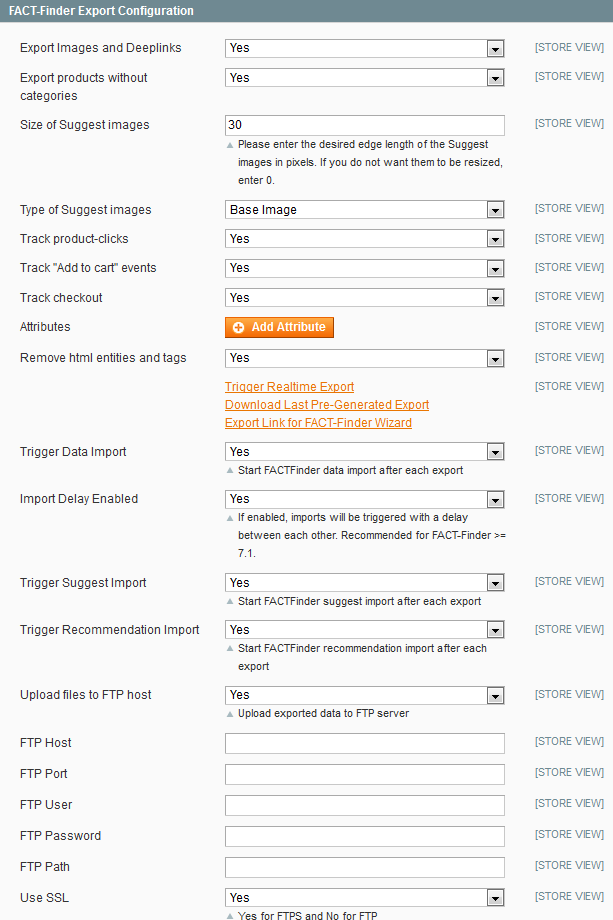 FACT-Finder Export Configuration
Export Images and Deeplinks Yes [STORE VIEW]
Export products without Yes [STORE VIEW]
categories
Size of Suggest images 30 [STORE VIEW]
Please enter the desired edge length of the Suggest
images in pixels. If you do not want them to be resized,
enter 0.
Type of Suggest images Base Image [STORE VIEW]
Track product-clicks Yes [STORE VIEW]
Track "Add to cart" events Yes [STORE VIEW]
Track checkout Yes [STORE VIEW]
Attributes Add Attribute [STORE VIEW]
Remove html entities and tags Yes [STORE VIEW]
Trigger Realtime Export [STORE VIEW]
Download Last Pre-Generated Export
Export Link for FACT-Finder Wizard
Trigger Data Import Yes [STORE VIEW]
Start FACTFinder data import after each export
Import Delay Enabled Yes [STORE VIEW]
If enabled, imports will be triggered with a delay
between each other. Recommended for FACT-Finder >=
7.1.
Trigger Suggest Import Yes [STORE VIEW]
Start FACTFinder suggest import after each export
Trigger Recommendation Import Yes [STORE VIEW]
Start FACTFinder recommendation import after each
export
Upload files to FTP host Yes [STORE VIEW]
Upload exported data to FTP server
FTP Host [STORE VIEW]
FTP Port [STORE VIEW]
FTP User [STORE VIEW]
FTP Password [STORE VIEW]
FTP Path [STORE VIEW]
Use SSL Yes [STORE VIEW]
Yes for FTPS and No for FTP